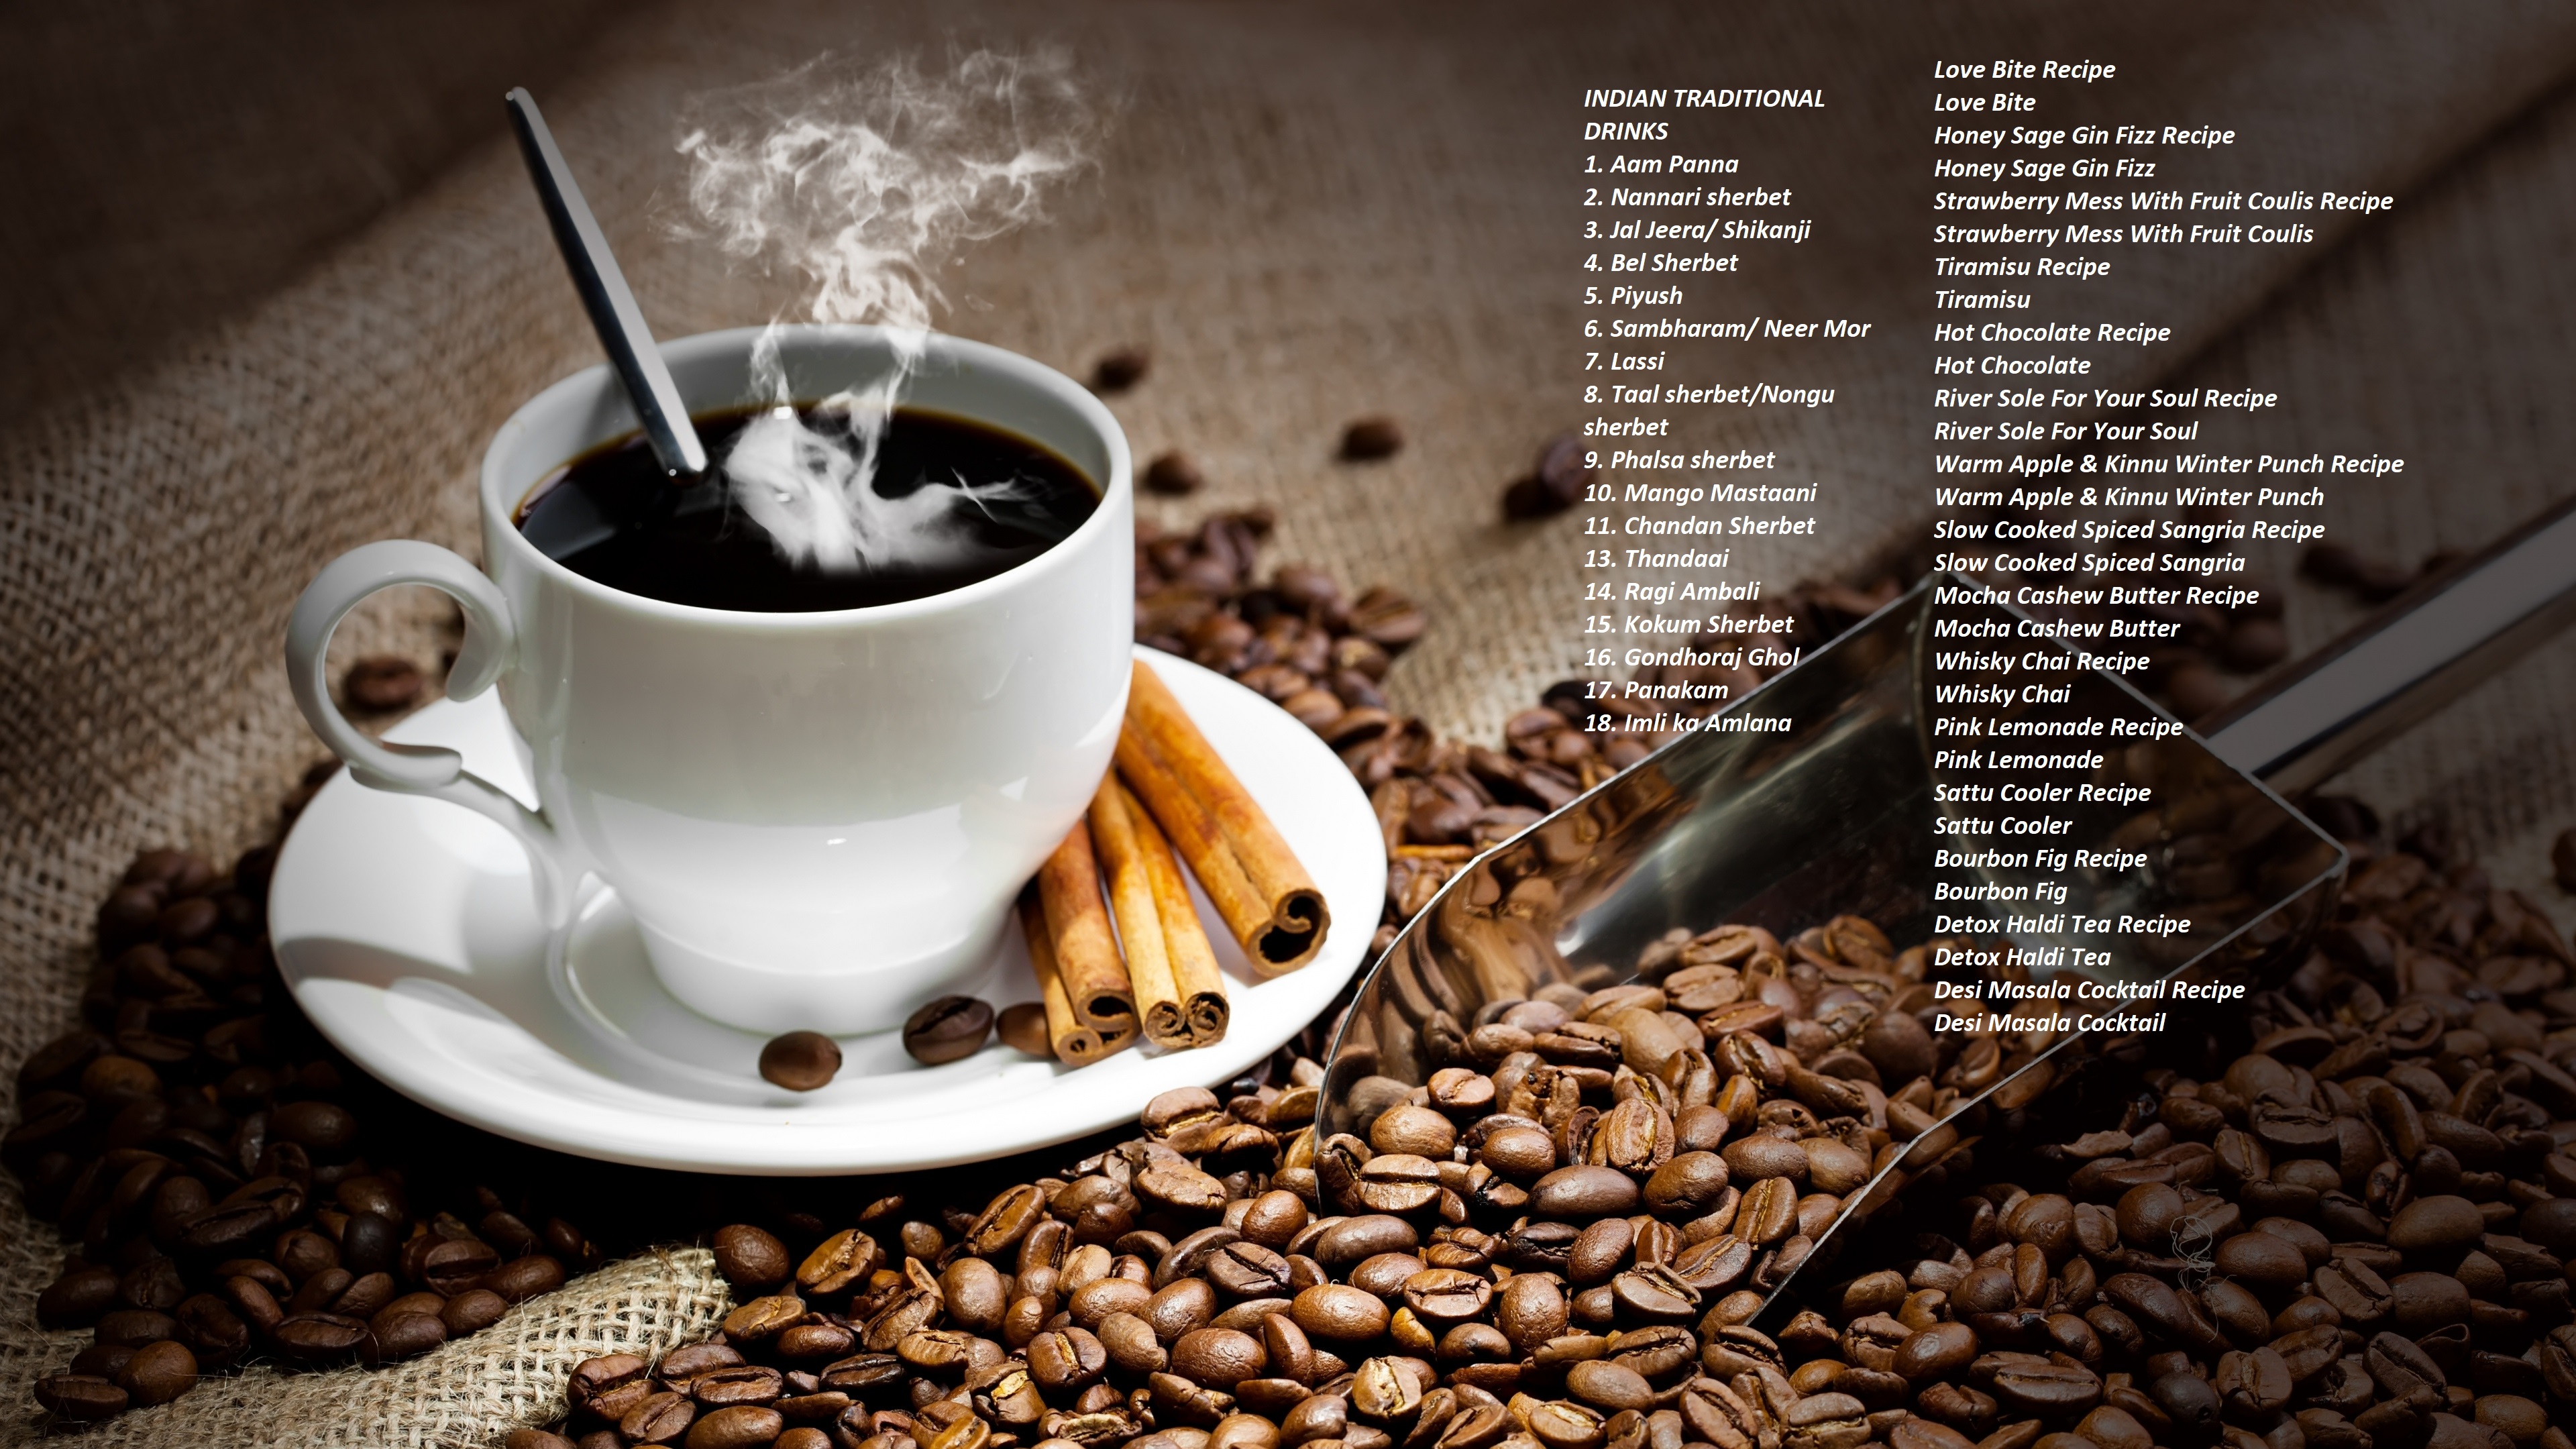 INDIAN TRADITIONAL
DRINKS
1. Aam Panna
2. Nannari sherbet
3. Jal Jeera/ Shikanji
4. Bel Sherbet
5. Piyush
6. Sambharam/ Neer Mor
7. Lassi
8. Taal sherbet/Nongu
sherbet
9. Phalsa sherbet
10. Mango Mastaani
11. Chandan Sherbet
13. Thandaai
14. Ragi Ambali
15. Kokum Sherbet
16. Gondhoraj Ghol
17. Panakam
18. Imli ka Amlana
Love Bite Recipe
Love Bite
Honey Sage Gin Fizz Recipe
Honey Sage Gin Fizz
Strawberry Mess With Fruit Coulis Recipe
Strawberry Mess With Fruit Coulis
Tiramisu Recipe
Tiramisu
Hot Chocolate Recipe
Hot Chocolate
River Sole For Your Soul Recipe
River Sole For Your Soul
Warm Apple & Kinnu Winter Punch Recipe
Warm Apple & Kinnu Winter Punch
Slow Cooked Spiced Sangria Recipe
Slow Cooked Spiced Sangria
Mocha Cashew Butter Recipe
Mocha Cashew Butter
Whisky Chai Recipe
Whisky Chai
Pink Lemonade Recipe
Pink Lemonade
Sattu Cooler Recipe
Sattu Cooler
Bourbon Fig Recipe
Bourbon Fig
Detox Haldi Tea Recipe
Detox Haldi Tea
Desi Masala Cocktail Recipe
Desi Masala Cocktail